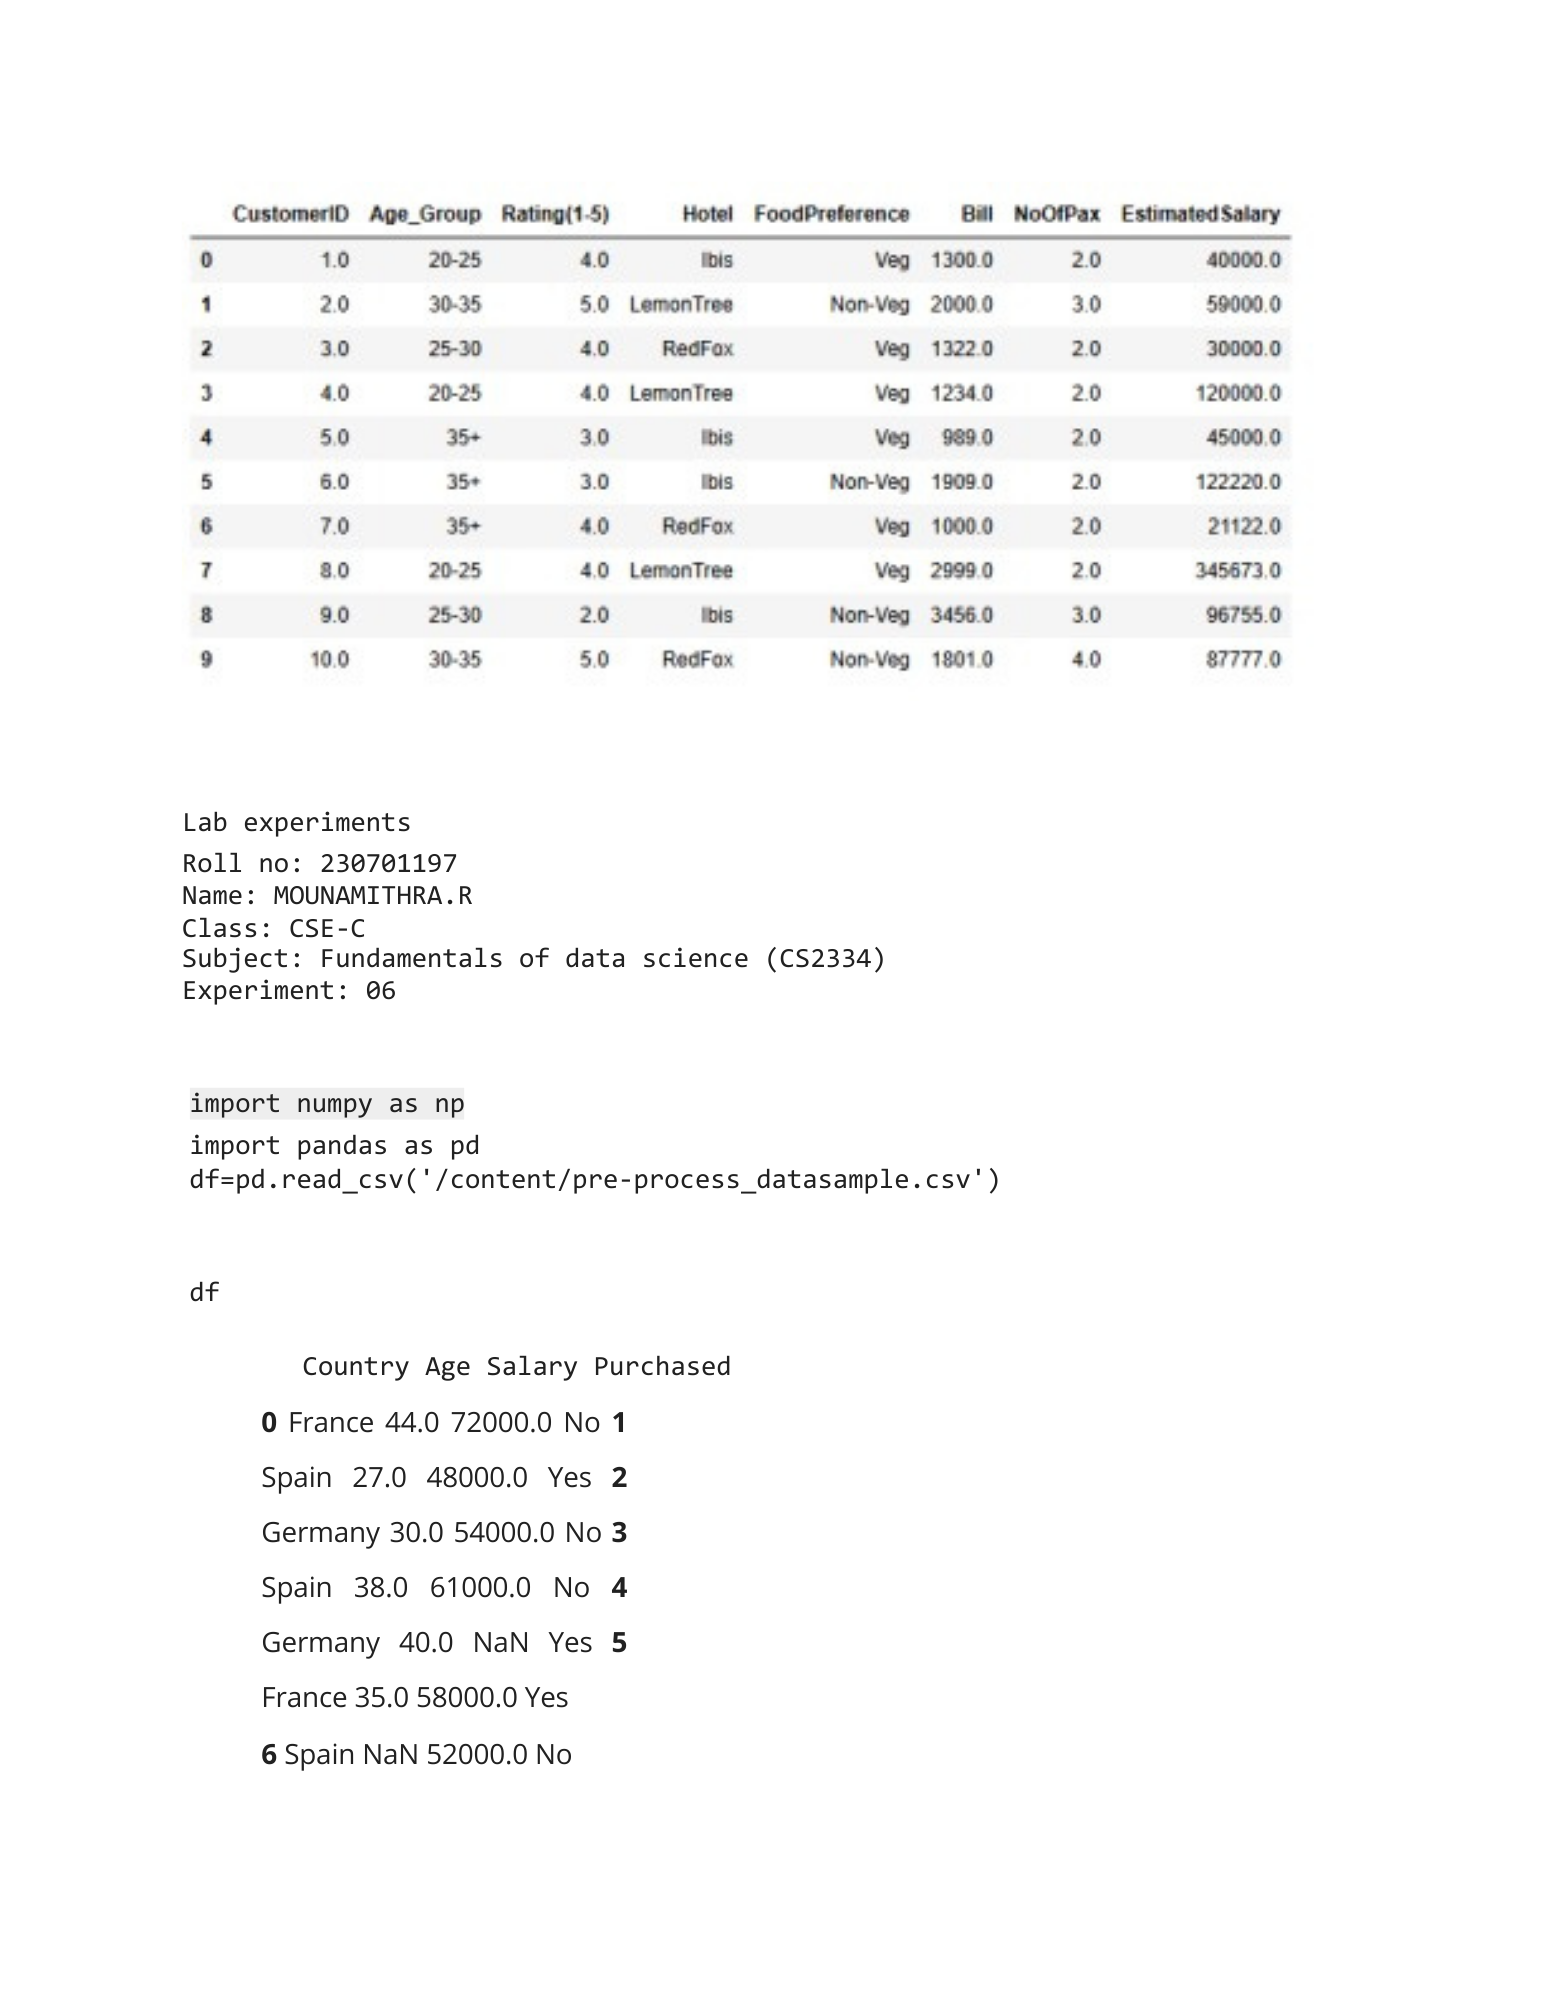 CustomerID Age_Group Rating(1-5) Hotel FoodPreference Bill NoOfPax EstimatedSalary
0 1.0 20-25 4.0 Ibis Veg 1300.0 2.0 40000.0
1 2.0 30-35 5.0 LemonTree Non-Veg 2000.0 3.0 59000.0
2 3.0 25-30 4.0 RedFox Veg 1322.0 2.0 30000.0
3 4.0 20-25 4.0 LemonTree Veg 1234.0 2.0 120000.0
4 5.0 35+ 3.0 Ibis Veg 989.0 2.0 45000.0
5 6.0 35+ 3.0 Ibis Non-Veg 1909.0 2.0 122220.0
6 7.0 35+ 4.0 RedFox Veg 1000.0 2.0 21122.0
7 8.0 20-25 4.0 LemonTree Veg 2999.0 2.0 345673.0
8 9.0 25-30 2.0 Ibis Non-Veg 3456.0 3.0 96755.0
9 10.0 30-35 5.0 RedFox Non-Veg 1801.0 4.0 87777.0
Lab experiments
Roll no: 230701197
Name: MOUNAMITHRA.R
Class: CSE-C
Subject: Fundamentals of data science (CS2334)
Experiment: 06
import numpy as np
import pandas as pd
df=pd.read_csv('/content/pre-process_datasample.csv')
df
Country Age Salary Purchased
0 France 44.0 72000.0 No 1
Spain 27.0 48000.0 Yes 2
Germany 30.0 54000.0 No 3
Spain 38.0 61000.0 No 4
Germany 40.0 NaN Yes 5
France 35.0 58000.0 Yes
6 Spain NaN 52000.0 No